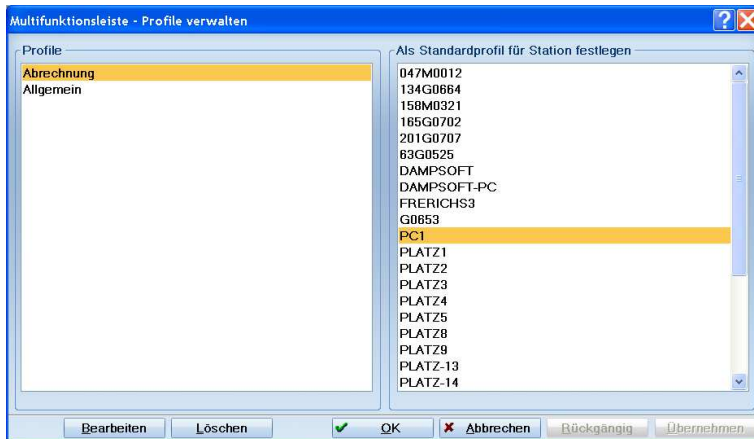 Multifunktionsleiste - Profile verwalten
Profile
Abrechnung
Allgemein
Als Standardprofil für Station festlegen
047M0012
134G0664
158M0321
165G0702
201G0707
63G0525
DAMPSOFT
DAMPSOFT-PC
FRERICHS3
G0653
PC1
PLATZ1
PLATZ2
PLATZ3
PLATZ4
PLATZ5
PLATZ8
PLATZ9
PLATZ-13
PLATZ-14
Bearbeiten Löschen OK Abbrechen Rückgängig Übernehmen